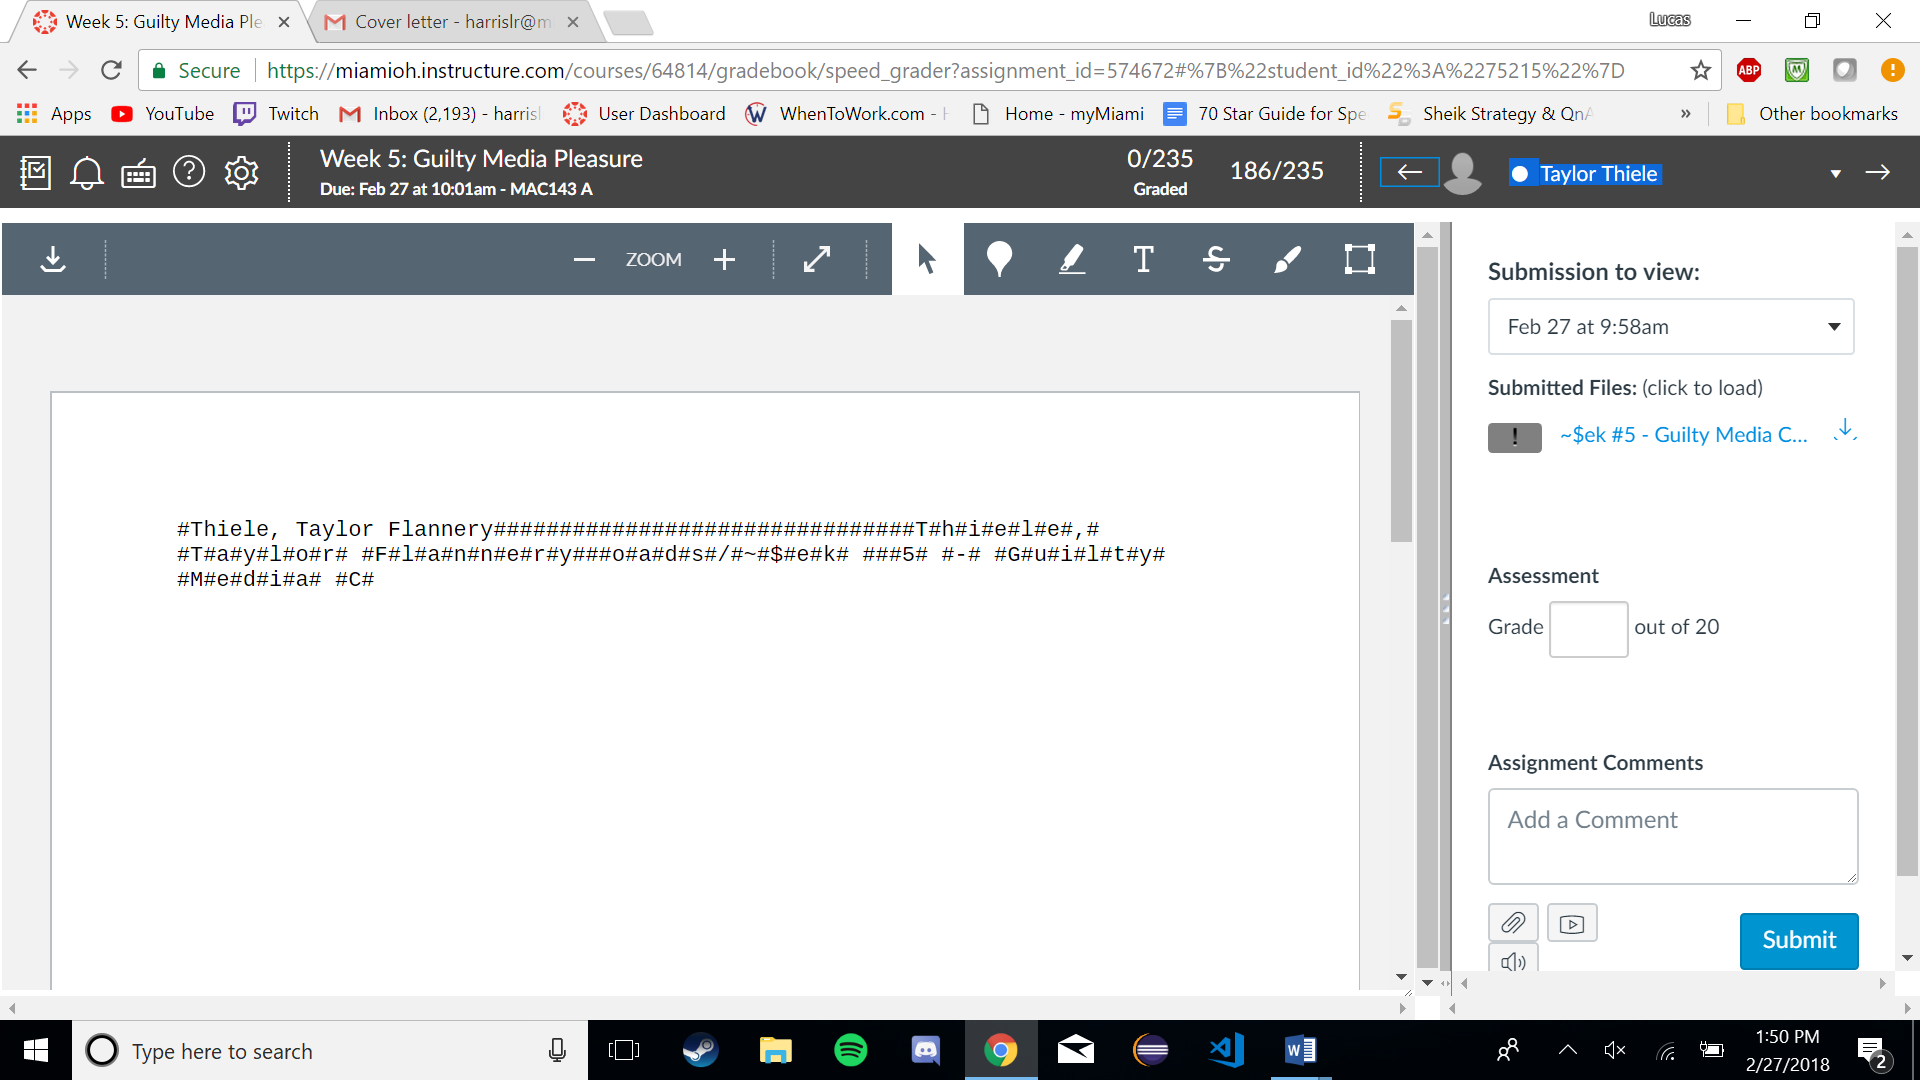 Week 5: Guilty Media Ple
Cover letter - harrislr@m
Lucas
Secure
https://miamioh.instructure.com/courses/64814/gradebook/speed_grader?assignment_id=574672#%7B%22student_id%22%3A%2275215%22%7D
ABP
Apps
YouTube
Twitch
Inbox (2,193) - harrisl
User Dashboard
WhenToWork.com -
Home - myMiami
70 Star Guide for Spe
Sheik Strategy & QnA
»
Other bookmarks
Week 5: Guilty Media Pleasure
Due: Feb 27 at 10:01am - MAC143 A
0/235
Graded
186/235
Taylor Thiele
ZOOM
#Thiele, Taylor Flannery################################T#h#i#e#l#e#,#
#T#a#y#l#o#r# #F#l#a#n#n#e#r#y###o#a#d#s#/#~#$#e#k# ###5# #-# #G#u#i#l#t#y#
#M#e#d#i#a# #C#
Submission to view:
Feb 27 at 9:58am
Submitted Files: (click to load)
! ~$ek #5 - Guilty Media C...
Assessment
Grade out of 20
Assignment Comments
Add a Comment
Submit
Type here to search
1:50 PM
2/27/2018
2